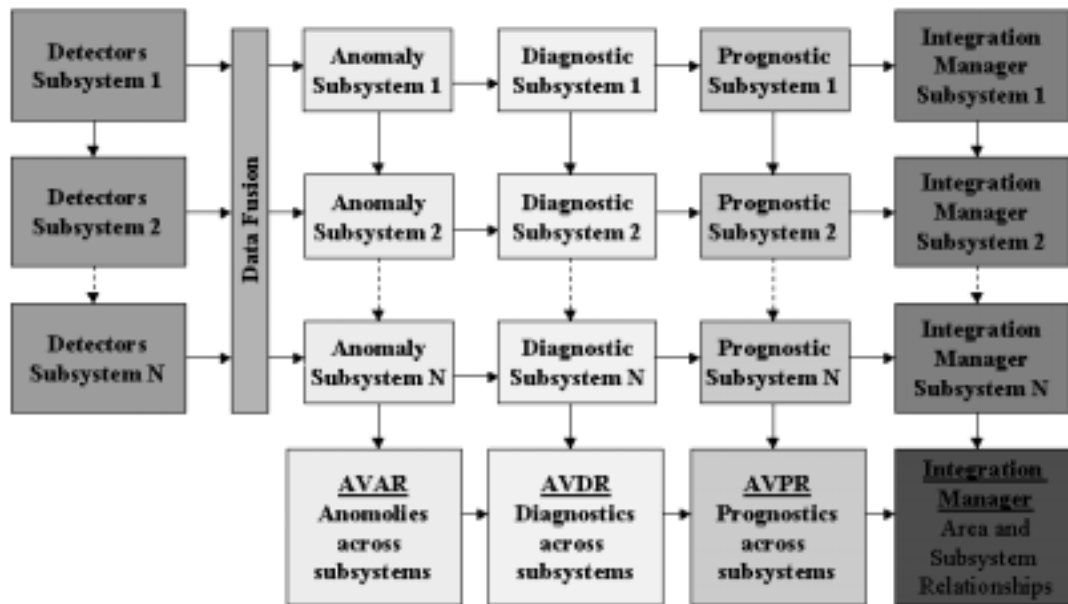 Detectors
Subsystem 1
Anomaly
Subsystem 1
Diagnostic
Subsystem 1
Prognostic
Subsystem 1
Integration
Manager
Subsystem 1
Data Fusion
Detectors
Subsystem 2
Anomaly
Subsystem 2
Diagnostic
Subsystem 2
Prognostic
Subsystem 2
Integration
Manager
Subsystem 2
Detectors
Subsystem N
Anomaly
Subsystem N
Diagnostic
Subsystem N
Prognostic
Subsystem N
Integration
Manager
Subsystem N
AVAR
Anomolies
across
subsystems
AVDR
Diagnostics
across
subsystems
AVPR
Prognostics
across
subsystems
Integration
Manager
Area and
Subsystem
Relationships